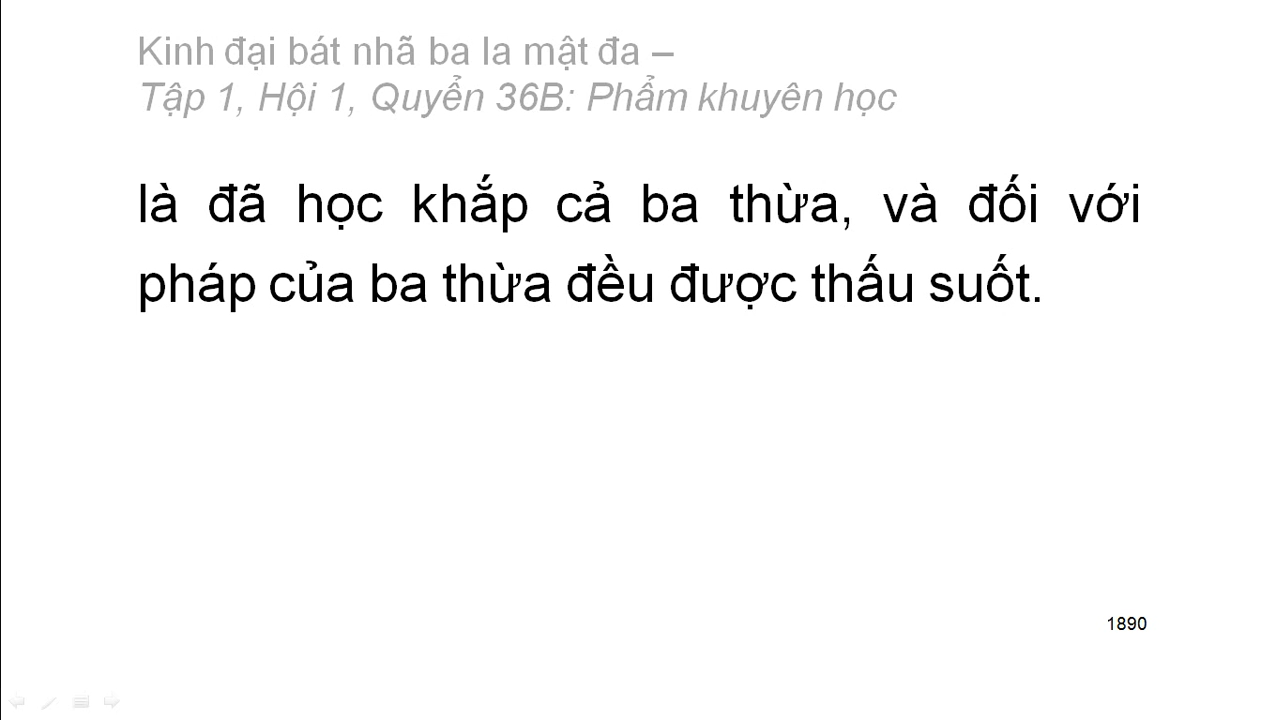 Kinh đại bát nhã ba la mật đa –
Tập 1, Hội 1, Quyển 36B: Phẩm khuyên học
là đã học khắp cả ba thừa, và đối với
pháp của ba thừa đều được thấu suốt.
1890